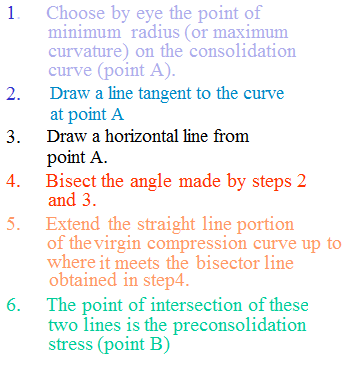 1. Choose by eye the point of
minimum radius (or maximum
curvature) on the consolidation
curve (point A).
2. Draw a line tangent to the curve
at point A
3. Draw a horizontal line from
point A.
4. Bisect the angle made by steps 2
and 3.
5. Extend the straight line portion
of the virgin compression curve up to
where it meets the bisector line
obtained in step4.
6. The point of intersection of these
two lines is the preconsolidation
stress (point B)